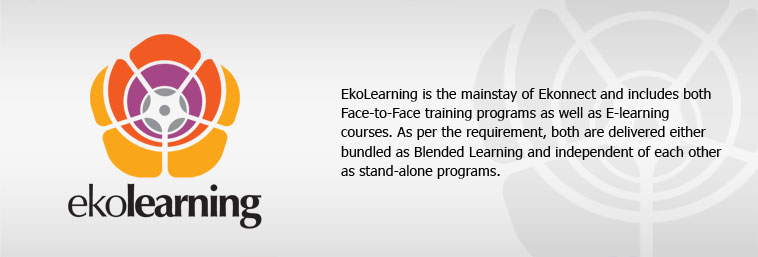 ekolearning
EkoLearning is the mainstay of Ekonnect and includes both
Face-to-Face training programs as well as E-learning
courses. As per the requirement, both are delivered either
bundled as Blended Learning and independent of each other
as stand-alone programs.